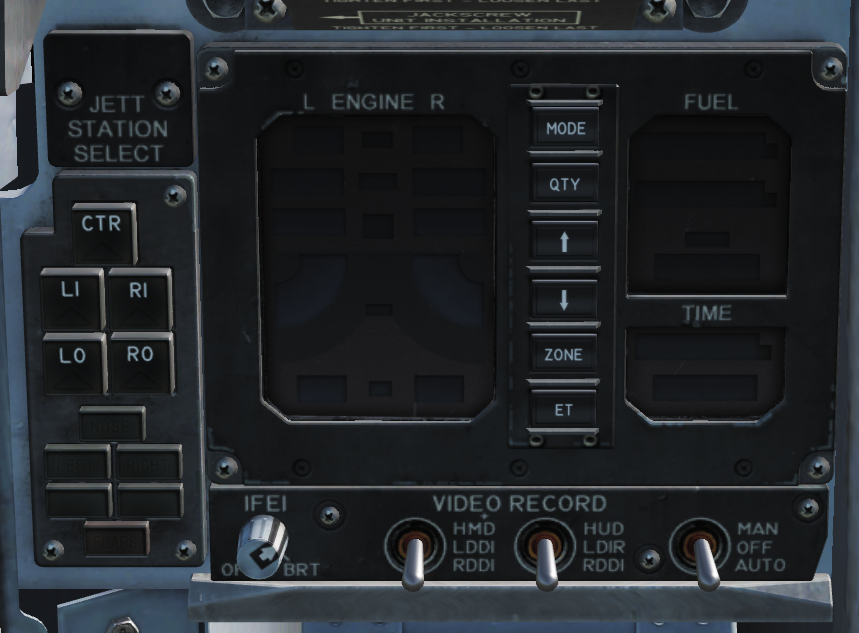 JACKSCREW
UNIT INSTALLATION
TIGHTEN FIRST - LOOSEN LAST
JETT
STATION
SELECT
CTR
LI RI
LO RO
L ENGINE R
MODE
QTY
ZONE
ET
FUEL
TIME
IFEI
BRT
VIDEO RECORD
HMD
LDDI
RDDI
HUD
LDIR
RDDI
MAN
OFF
AUTO